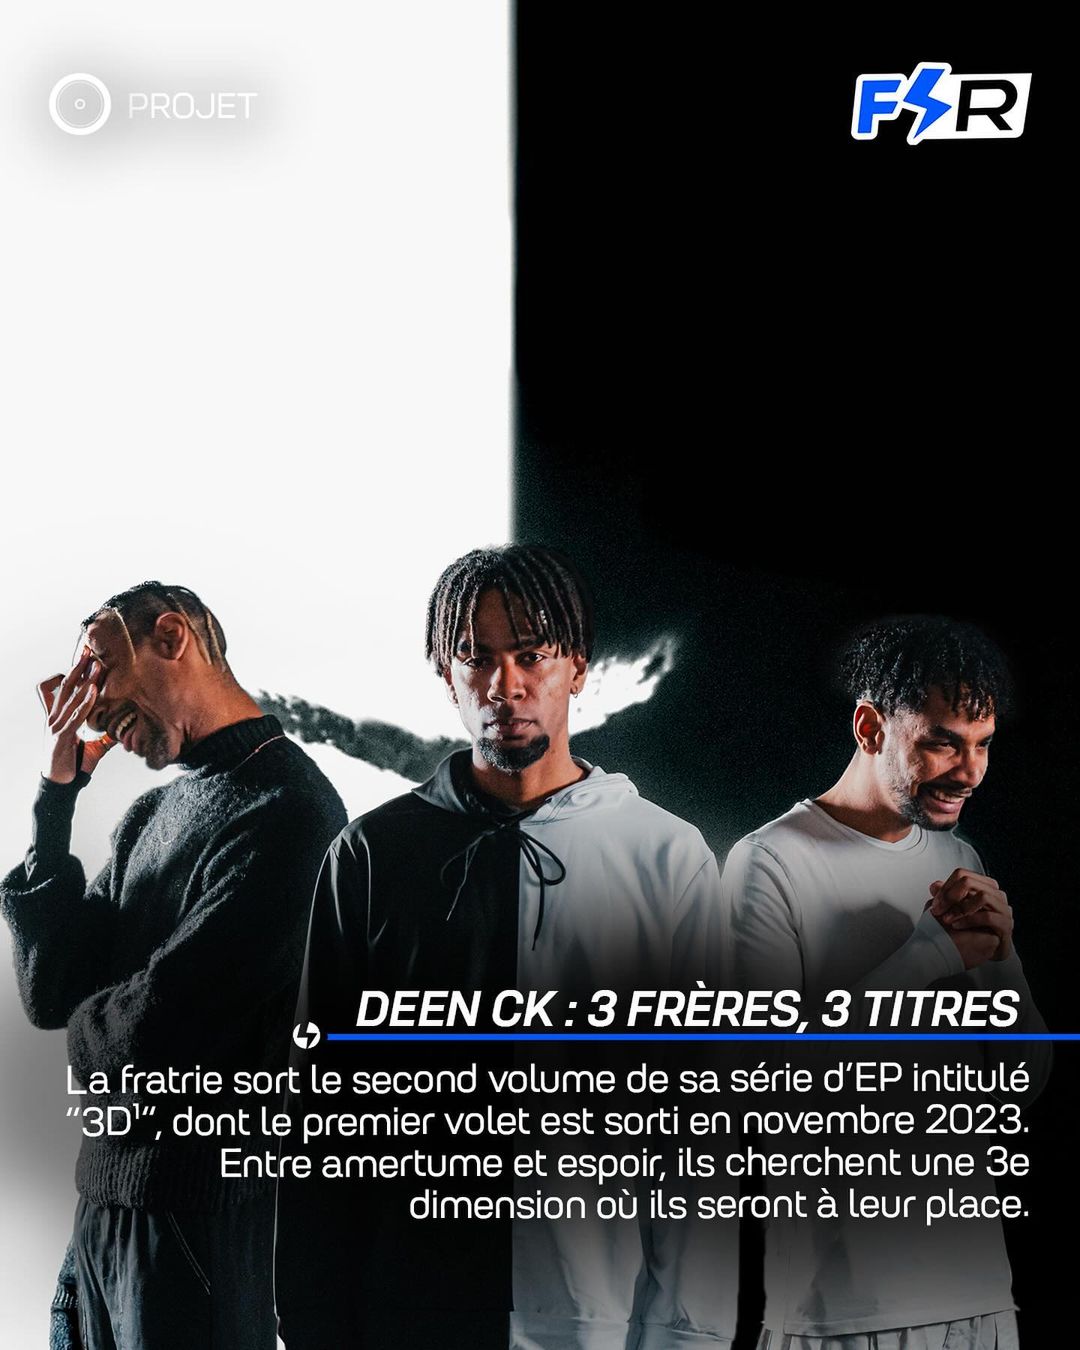 PROJET
FR
DEEN CK : 3 FRÈRES, 3 TITRES
La fratrie sort le second volume de sa série d’EP intitulé
“3D¹“, dont le premier volet est sorti en novembre 2023.
Entre amertume et espoir, ils cherchent une 3e
dimension où ils seront à leur place.